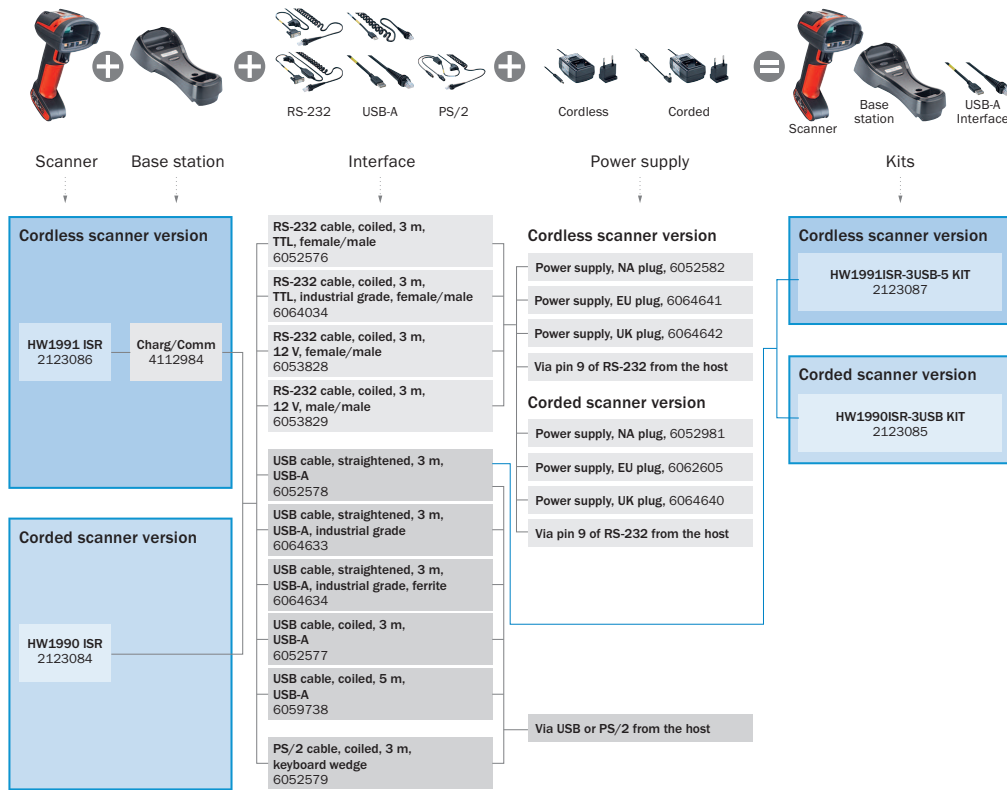 RS-232
USB-A
PS/2
Cordless
Corded
Scanner
Base
station
USB-A
Interface
Scanner
Base station
Interface
Power supply
Kits
Cordless scanner version
HW1991 ISR
2123086
Charg/Comm
4112984
Corded scanner version
HW1990 ISR
2123084
RS-232 cable, coiled, 3 m,
TTL, female/male
6052576
RS-232 cable, coiled, 3 m,
TTL, industrial grade, female/male
6064034
RS-232 cable, coiled, 3 m,
12 V, female/male
6053828
RS-232 cable, coiled, 3 m,
12 V, male/male
6053829
USB cable, straightened, 3 m,
USB-A
6052578
USB cable, straightened, 3 m,
USB-A, industrial grade
6064633
USB cable, straightened, 3 m,
USB-A, industrial grade, ferrite
6064634
USB cable, coiled, 3 m,
USB-A
6052577
USB cable, coiled, 5 m,
USB-A
6059738
PS/2 cable, coiled, 3 m,
keyboard wedge
6052579
Cordless scanner version
Power supply, NA plug, 6052582
Power supply, EU plug, 6064641
Power supply, UK plug, 6064642
Via pin 9 of RS-232 from the host
Corded scanner version
Power supply, NA plug, 6052981
Power supply, EU plug, 6062605
Power supply, UK plug, 6064640
Via pin 9 of RS-232 from the host
Via USB or PS/2 from the host
Cordless scanner version
HW1991ISR-3USB-5 KIT
2123087
Corded scanner version
HW1990ISR-3USB KIT
2123085